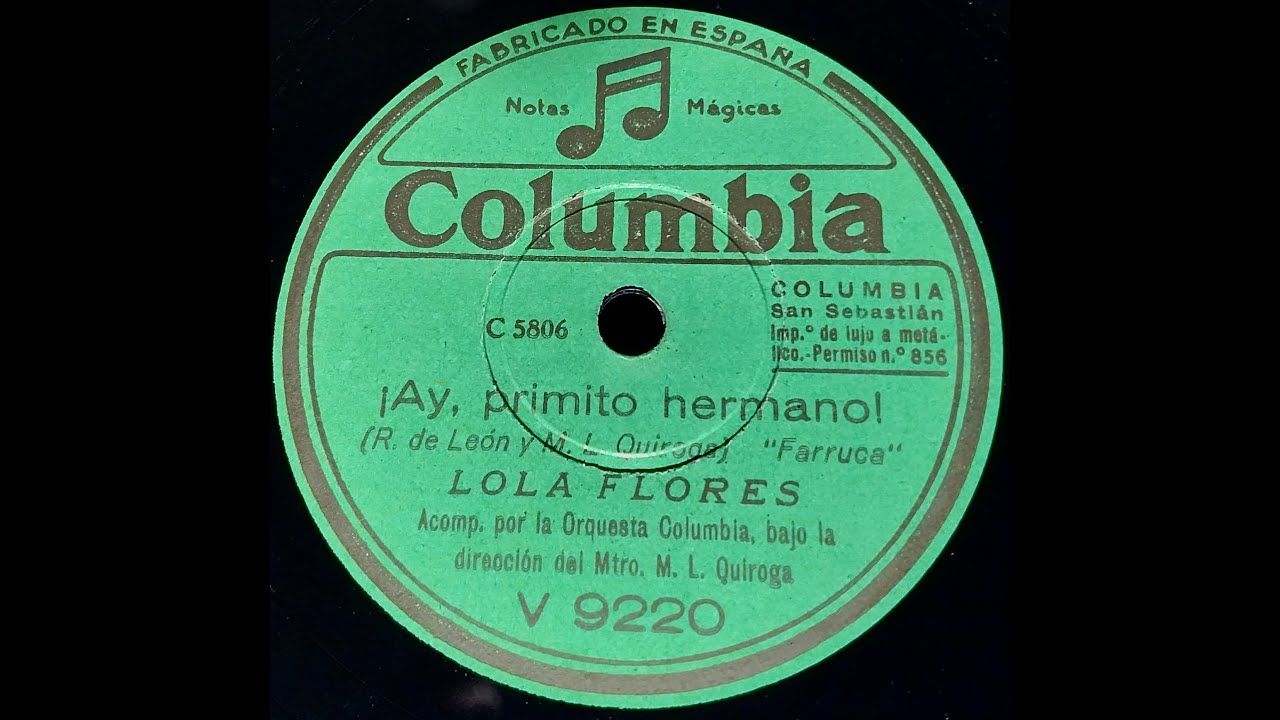 FABRICADO EN ESPAÑA
Notas Mágicas
Columbia
COLUMBIA
San Sebastián
Imp.º de lujo a metá-
lico.-Permiso n.º 856
C 5806
¡Ay, primito hermano!
(R. de León y M. L. Quiroga) "Farruca"
LOLA FLORES
Acomp. por la Orquesta Columbia, bajo la
dirección del Mtro. M. L. Quiroga
V 9220